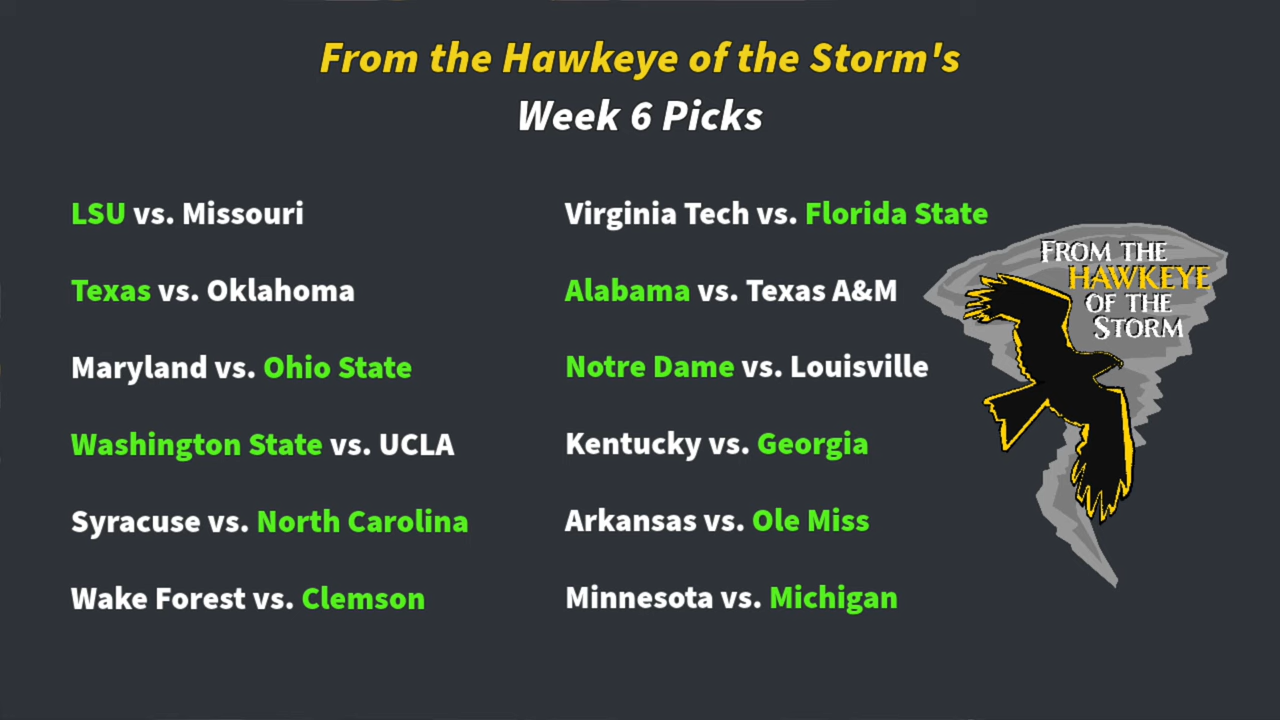 From the Hawkeye of the Storm's
Week 6 Picks
LSU vs. Missouri
Texas vs. Oklahoma
Maryland vs. Ohio State
Washington State vs. UCLA
Syracuse vs. North Carolina
Wake Forest vs. Clemson
Virginia Tech vs. Florida State
Alabama vs. Texas A&M
Notre Dame vs. Louisville
Kentucky vs. Georgia
Arkansas vs. Ole Miss
Minnesota vs. Michigan
FROM THE
HAWKEYE
OF THE
STORM